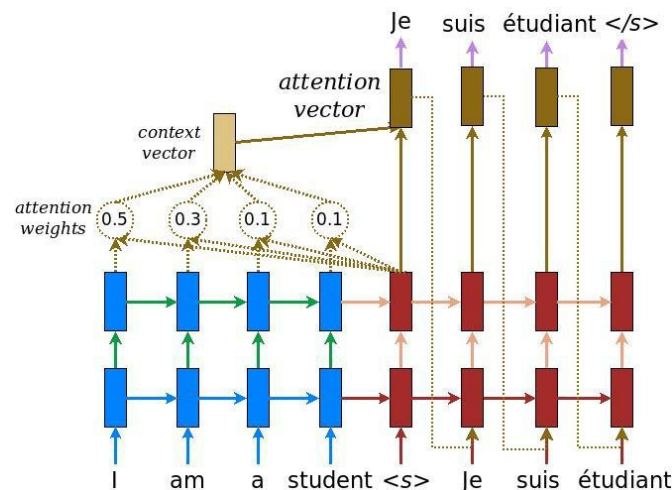 Je suis étudiant </s>
attention
vector
context
vector
attention
weights
0.5 0.3 0.1 0.1
I am a student <s> Je suis étudiant